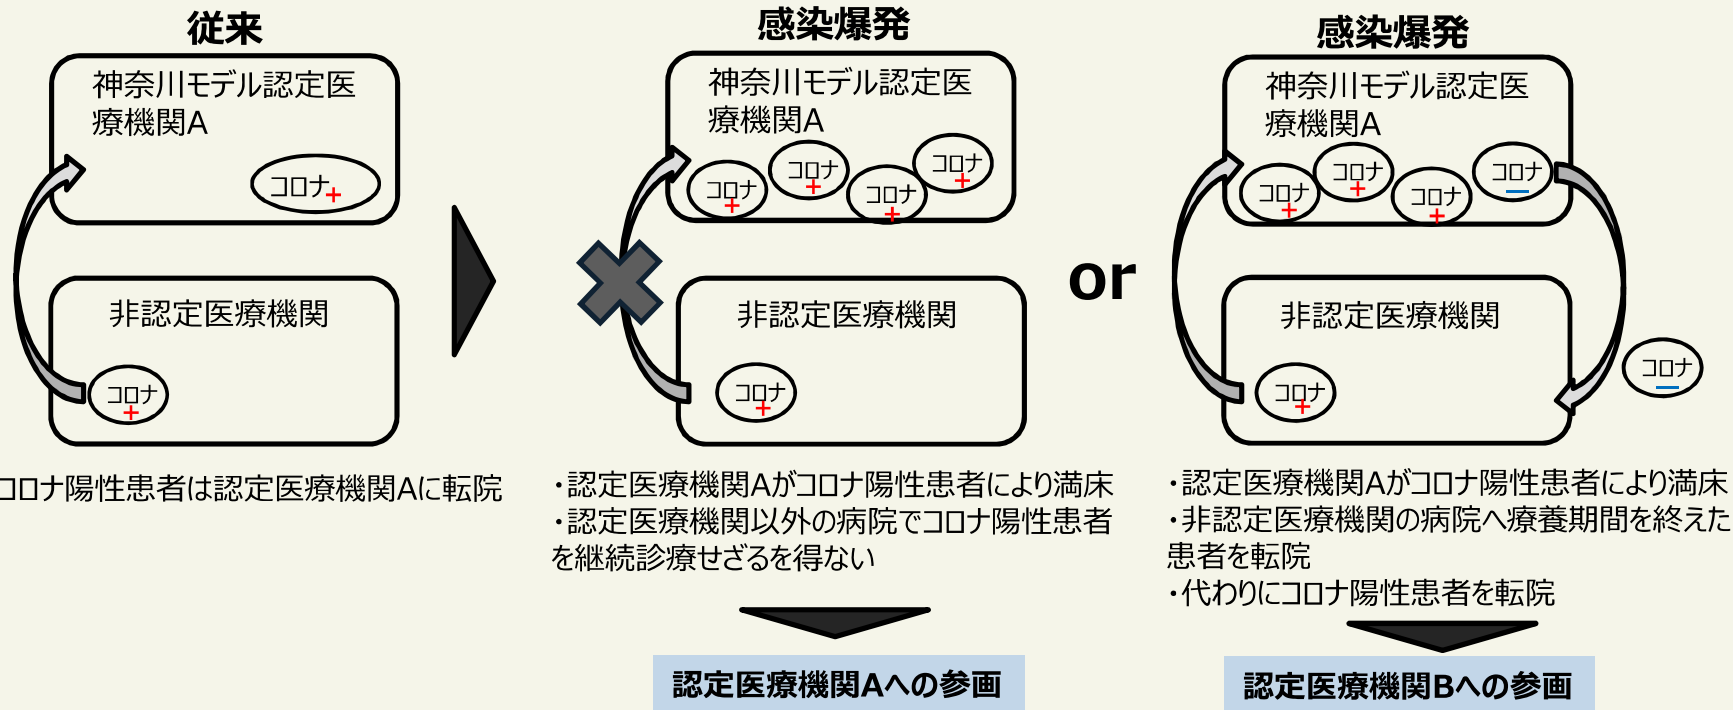 従来
神奈川モデル認定医
療機関A
コロナ
+
非認定医療機関
コロナ
+
コロナ陽性患者は認定医療機関Aに転院
感染爆発
神奈川モデル認定医
療機関A
コロナ
+
コロナ
+
コロナ
+
コロナ
+
非認定医療機関
コロナ
+
・認定医療機関Aがコロナ陽性患者により満床
・認定医療機関以外の病院でコロナ陽性患者
を継続診療せざるを得ない
認定医療機関Aへの参画
or
感染爆発
神奈川モデル認定医
療機関A
コロナ
+
コロナ
+
コロナ
+
コロナ
−
非認定医療機関
コロナ
+
コロナ
−
・認定医療機関Aがコロナ陽性患者により満床
・非認定医療機関の病院へ療養期間を終えた
患者を転院
・代わりにコロナ陽性患者を転院
認定医療機関Bへの参画